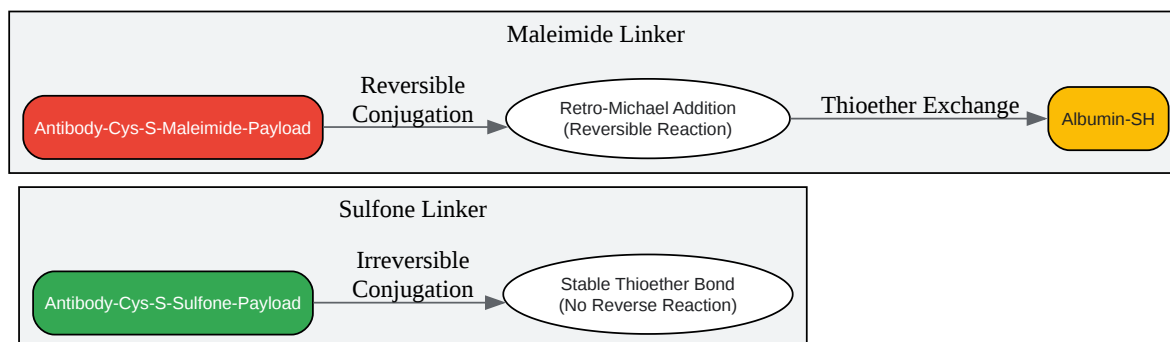 Maleimide Linker
Antibody-Cys-S-Maleimide-Payload
Reversible
Conjugation
Retro-Michael Addition
(Reversible Reaction)
Thioether Exchange
Albumin-SH
Sulfone Linker
Antibody-Cys-S-Sulfone-Payload
Irreversible
Conjugation
Stable Thioether Bond
(No Reverse Reaction)